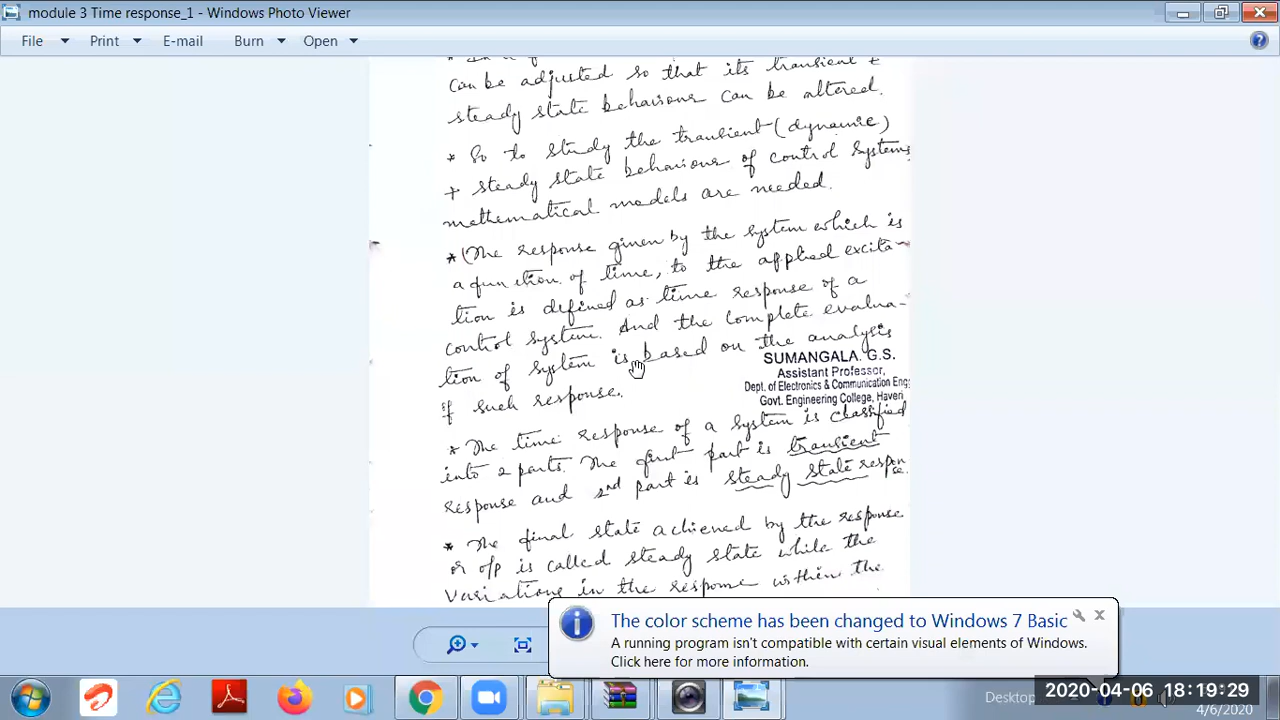 module 3 Time response_1 - Windows Photo Viewer
File Print E-mail Burn Open
can be adjusted so that its transient +
steady state behaviour can be altered.
* So to study the transient (dynamic)
+ steady state behaviour of control systems
mathematical models are needed.
* (The response given by the system which is
a function of time, to the applied excita-
tion is defined as time response of a
control system. And the complete evalua-
tion of system is based on the analysis
of such response.
SUMANGALA. G.S.
Assistant Professor,
Dept. of Electronics & Communication Eng
Govt. Engineering College, Haveri
* The time response of a system is classified
into 2 parts. The first part is transient
response and 2nd part is steady state response.
* The final state achieved by the response
or o/p is called steady state while the
variations in the response within the
The color scheme has been changed to Windows 7 Basic
A running program isn't compatible with certain visual elements of Windows.
Click here for more information.
Desktop
2020-04-06 18:19:29
4/6/2020